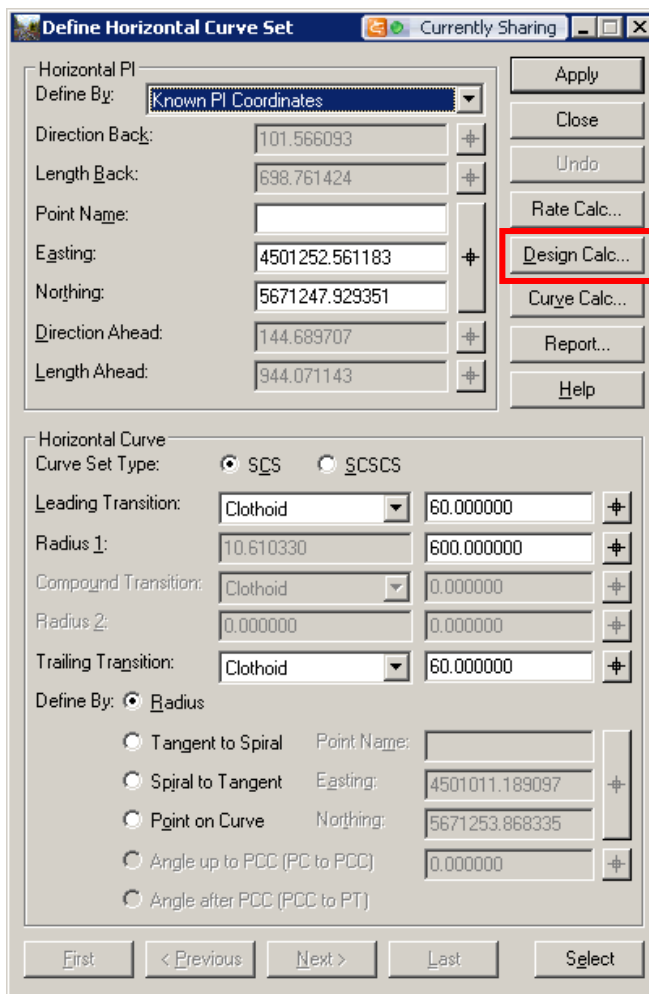 Define Horizontal Curve Set
Currently Sharing
Horizontal PI
Define By: Known PI Coordinates
Direction Back: 101.566093
Length Back: 698.761424
Point Name:
Easting: 4501252.561183
Northing: 5671247.929351
Direction Ahead: 144.689707
Length Ahead: 944.071143
Apply
Close
Undo
Rate Calc...
Design Calc...
Curve Calc...
Report...
Help
Horizontal Curve
Curve Set Type: SCS SCSCS
Leading Transition: Clothoid 60.000000
Radius 1: 10.610330 600.000000
Compound Transition: Clothoid 0.000000
Radius 2: 0.000000 0.000000
Trailing Transition: Clothoid 60.000000
Define By: Radius
Tangent to Spiral Point Name:
Spiral to Tangent Easting: 4501011.189097
Point on Curve Northing: 5671253.868335
Angle up to PCC (PC to PCC) 0.000000
Angle after PCC (PCC to PT)
First < Previous Next > Last Select